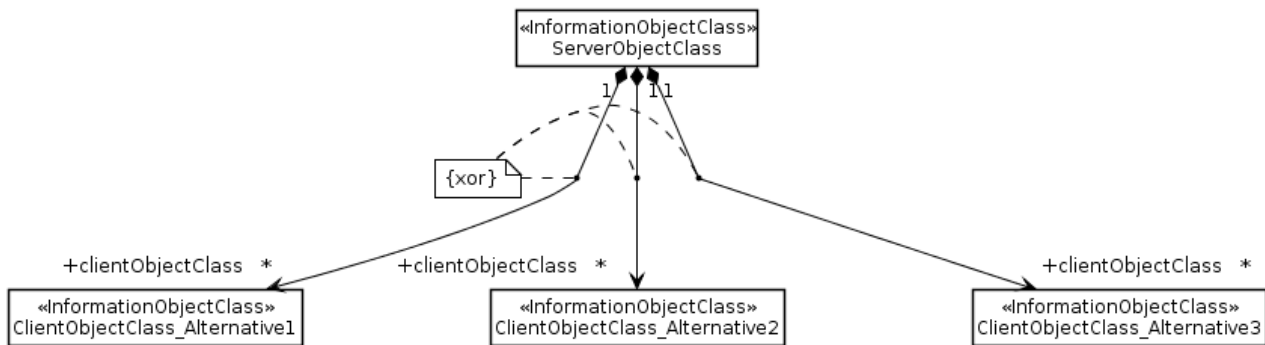 «InformationObjectClass»
ServerObjectClass
1 1 1
{xor}
+clientObjectClass *
+clientObjectClass *
+clientObjectClass *
«InformationObjectClass»
ClientObjectClass_Alternative1
«InformationObjectClass»
ClientObjectClass_Alternative2
«InformationObjectClass»
ClientObjectClass_Alternative3